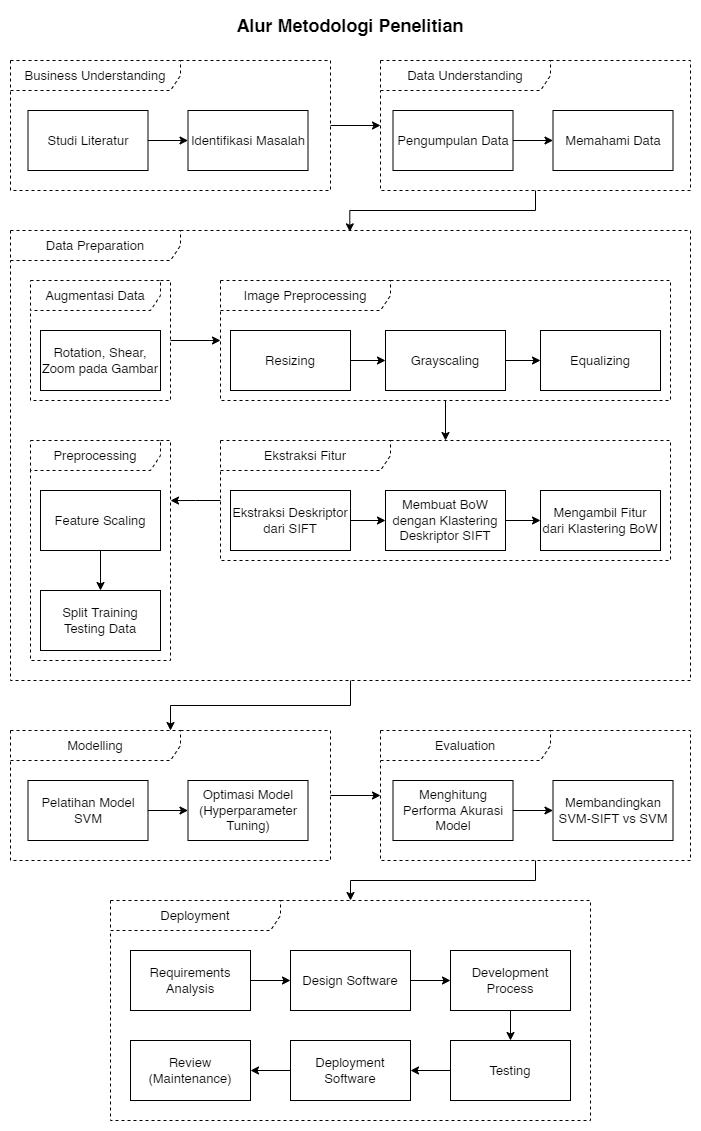 Alur Metodologi Penelitian
Business Understanding
Studi Literatur
Identifikasi Masalah
Data Understanding
Pengumpulan Data
Memahami Data
Data Preparation
Augmentasi Data
Rotation, Shear,
Zoom pada Gambar
Image Preprocessing
Resizing
Grayscaling
Equalizing
Ekstraksi Fitur
Ekstraksi Deskriptor
dari SIFT
Membuat BoW
dengan Klastering
Deskriptor SIFT
Mengambil Fitur
dari Klastering BoW
Preprocessing
Feature Scaling
Split Training
Testing Data
Modelling
Pelatihan Model
SVM
Optimasi Model
(Hyperparameter
Tuning)
Evaluation
Menghitung
Performa Akurasi
Model
Membandingkan
SVM-SIFT vs SVM
Deployment
Requirements
Analysis
Design Software
Development
Process
Testing
Deployment
Software
Review
(Maintenance)